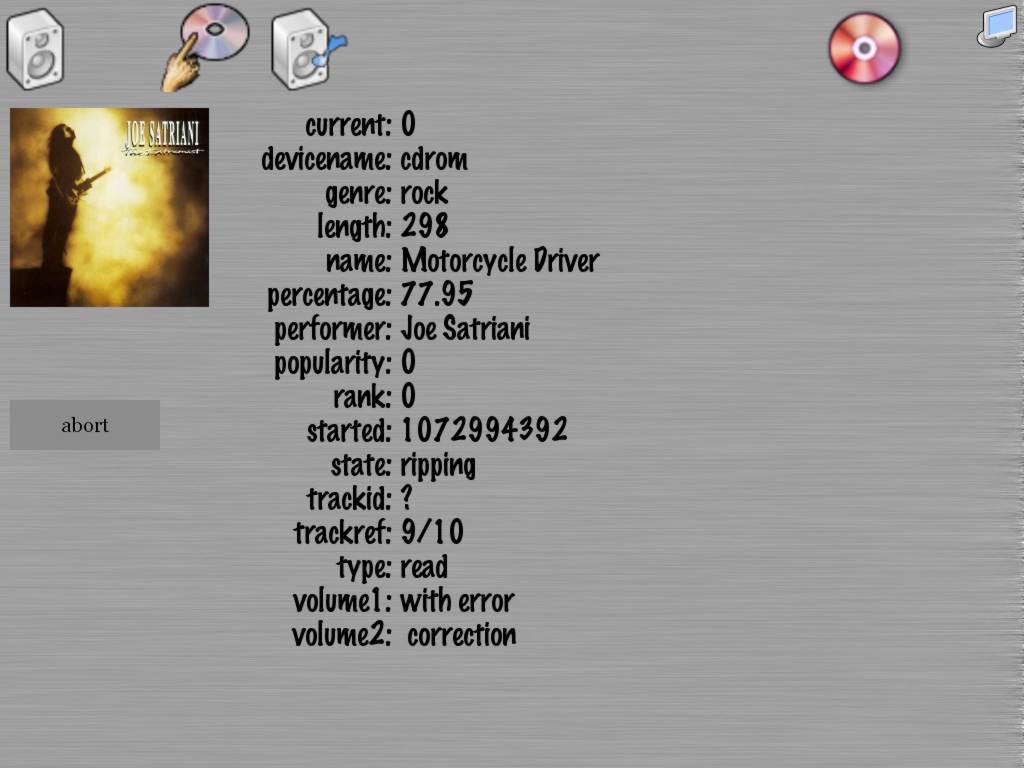 JOE SATRIANI
The Extremist
current: 0
devicename: cdrom
genre: rock
length: 298
name: Motorcycle Driver
percentage: 77.95
performer: Joe Satriani
popularity: 0
rank: 0
abort
started: 1072994392
state: ripping
trackid: ?
trackref: 9/10
type: read
volume1: with error
volume2: correction